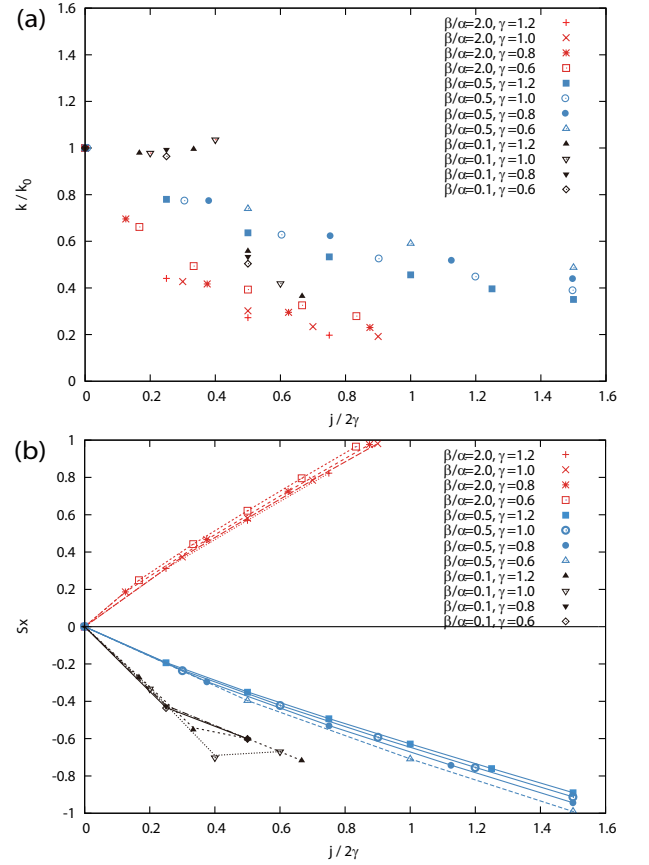 (a)
1.6
1.4
1.2
1
0.8
0.6
0.4
0.2
0
k / k0
0 0.2 0.4 0.6 0.8 1 1.2 1.4 1.6
j / 2γ
β/α=2.0, γ=1.2
β/α=2.0, γ=1.0
β/α=2.0, γ=0.8
β/α=2.0, γ=0.6
β/α=0.5, γ=1.2
β/α=0.5, γ=1.0
β/α=0.5, γ=0.8
β/α=0.5, γ=0.6
β/α=0.1, γ=1.2
β/α=0.1, γ=1.0
β/α=0.1, γ=0.8
β/α=0.1, γ=0.6
(b)
1
0.8
0.6
0.4
0.2
0
-0.2
-0.4
-0.6
-0.8
-1
Sx
0 0.2 0.4 0.6 0.8 1 1.2 1.4 1.6
j / 2γ
β/α=2.0, γ=1.2
β/α=2.0, γ=1.0
β/α=2.0, γ=0.8
β/α=2.0, γ=0.6
β/α=0.5, γ=1.2
β/α=0.5, γ=1.0
β/α=0.5, γ=0.8
β/α=0.5, γ=0.6
β/α=0.1, γ=1.2
β/α=0.1, γ=1.0
β/α=0.1, γ=0.8
β/α=0.1, γ=0.6